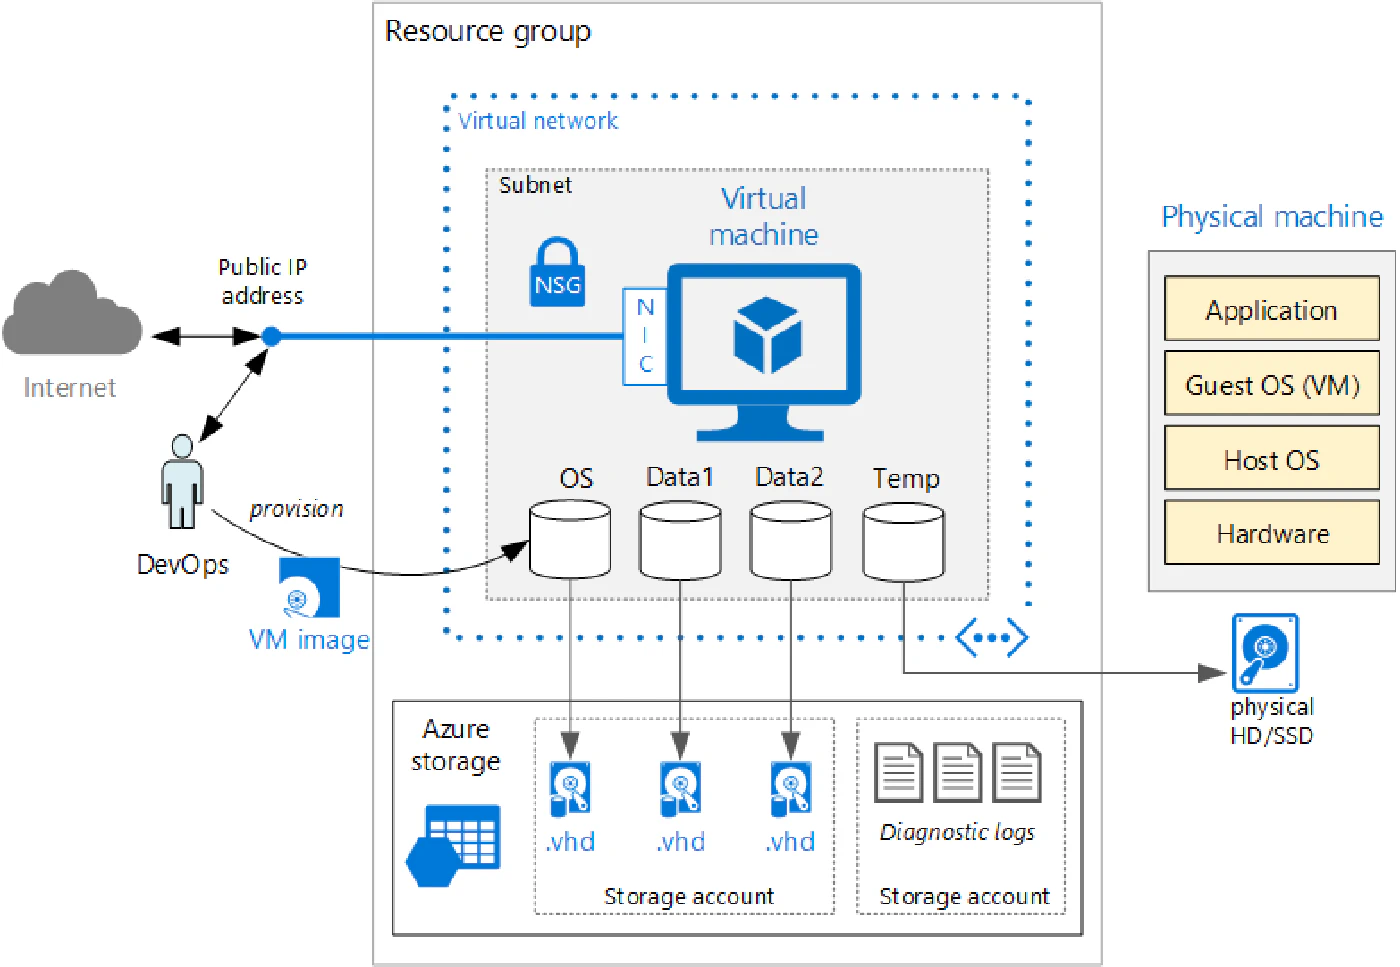 Resource group
Virtual network
Subnet
Virtual
machine
NSG
N
I
C
Public IP
address
Internet
DevOps
provision
VM image
OS
Data1
Data2
Temp
Physical machine
Application
Guest OS (VM)
Host OS
Hardware
physical
HD/SSD
Azure
storage
.vhd
.vhd
.vhd
Storage account
Diagnostic logs
Storage account